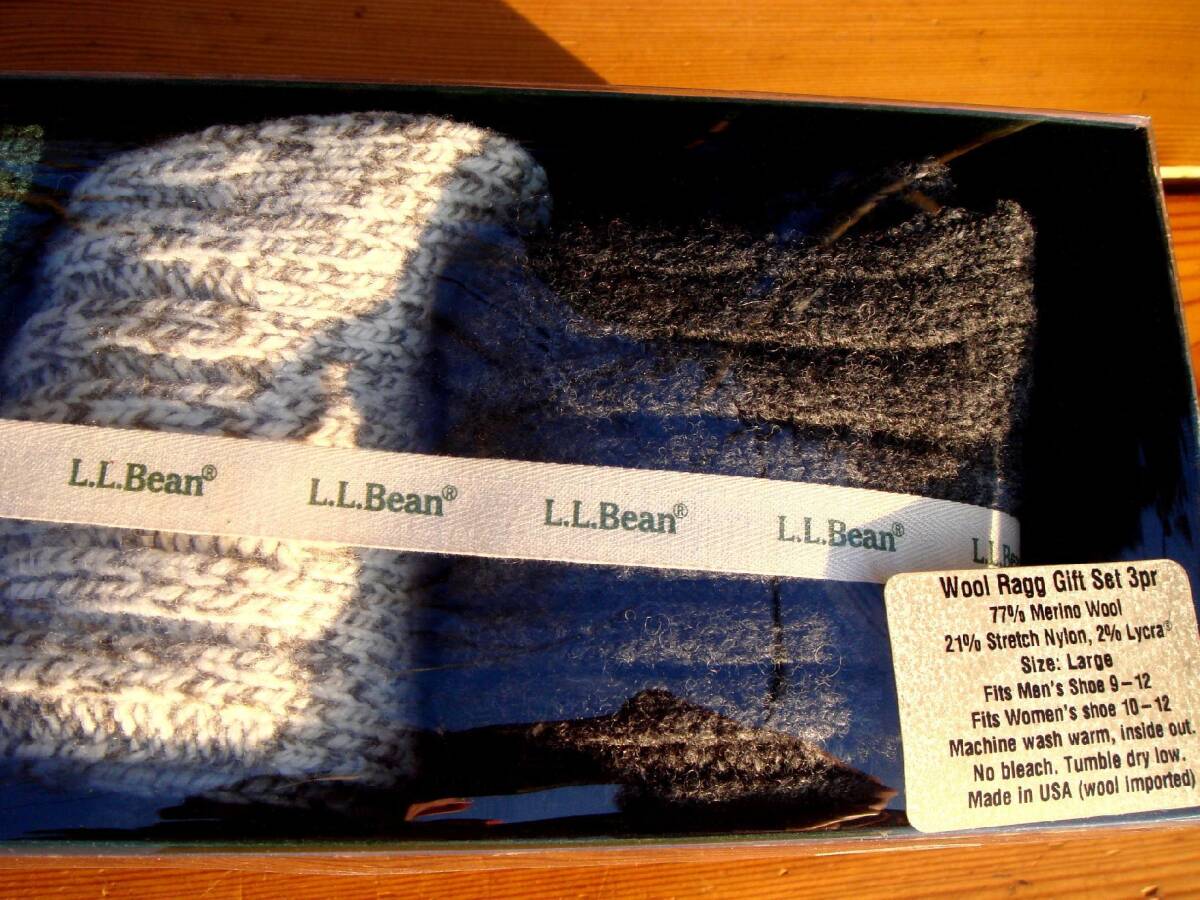 L.L.Bean® L.L.Bean® L.L.Bean® L.L.Bean® L.L.Be
Wool Ragg Gift Set 3pr
77% Merino Wool
21% Stretch Nylon, 2% Lycra®
Size: Large
Fits Men's Shoe 9-12
Fits Women's shoe 10-12
Machine wash warm, inside out.
No bleach. Tumble dry low.
Made in USA (wool imported)